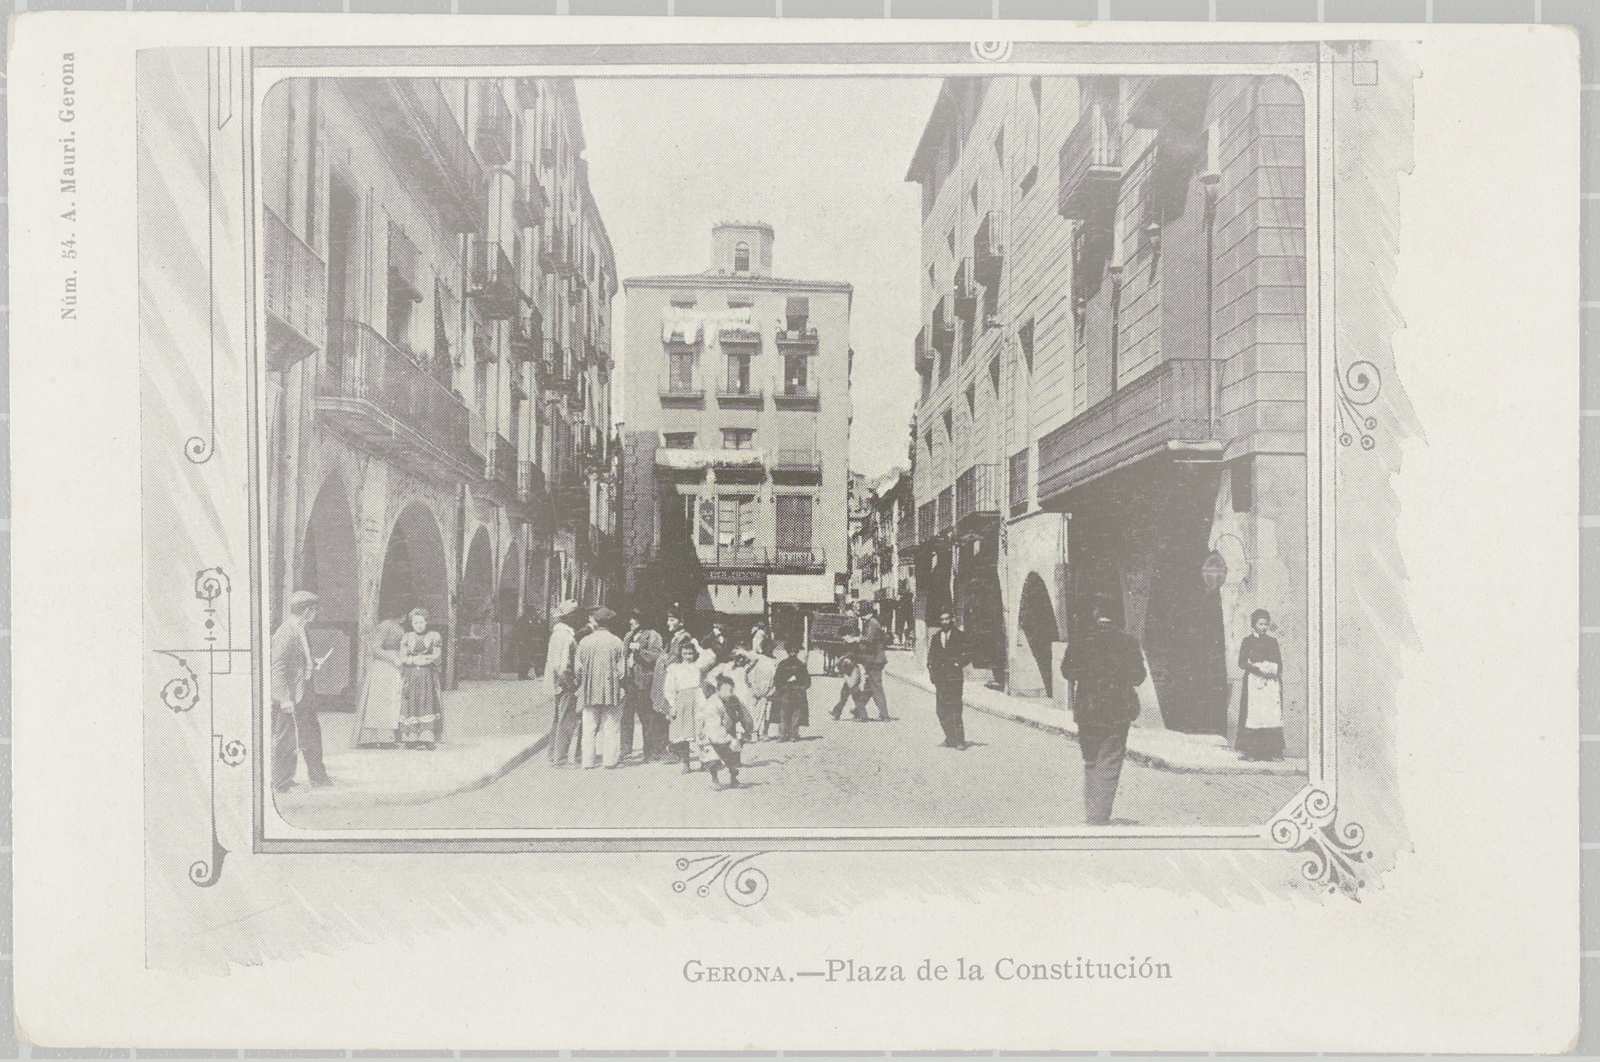 Núm. 54. A. Mauri. Gerona
GERONA.—Plaza de la Constitución